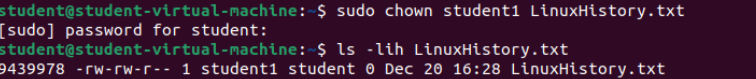 student@student-virtual-machine:~$ sudo chown student1 LinuxHistory.txt
[sudo] password for student:
student@student-virtual-machine:~$ ls -lih LinuxHistory.txt
9439978 -rw-rw-r-- 1 student1 student 0 Dec 20 16:28 LinuxHistory.txt